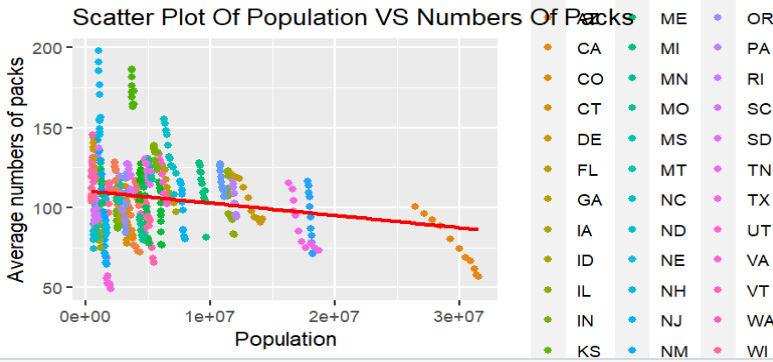 Scatter Plot Of Population VS Numbers Of Packs
Average numbers of packs
200
150
100
50
0e+00 1e+07 2e+07 3e+07
Population
AZ ME OR
CA MI PA
CO MN RI
CT MO SC
DE MS SD
FL MT TN
GA NC TX
IA ND UT
ID NE VA
IL NH VT
IN NJ WA
KS NM WI